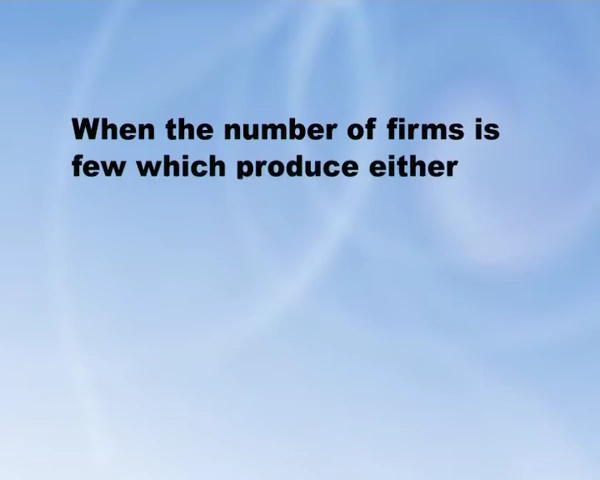 When the number of firms is
few which produce either